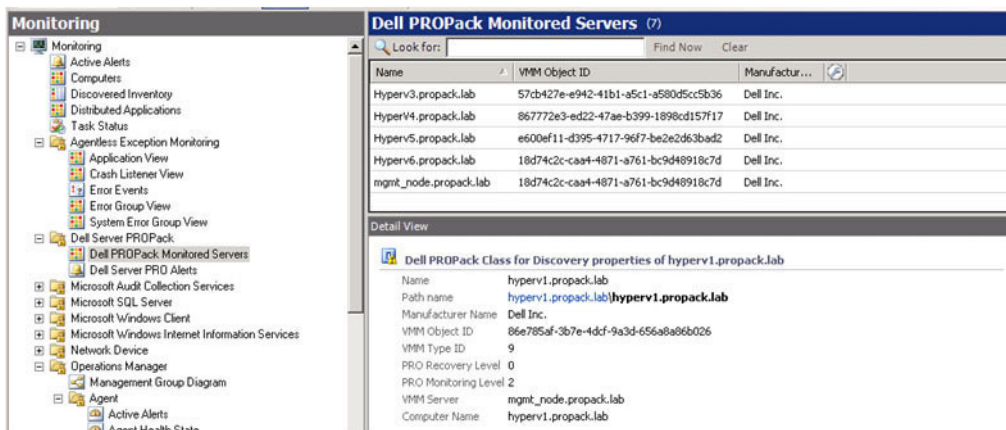 Monitoring
Monitoring
Active Alerts
Computers
Discovered Inventory
Distributed Applications
Task Status
Agentless Exception Monitoring
Application View
Crash Listener View
Error Events
Error Group View
System Error Group View
Dell Server PROPack
Dell PROPack Monitored Servers
Dell Server PRO Alerts
Microsoft Audit Collection Services
Microsoft SQL Server
Microsoft Windows Client
Microsoft Windows Internet Information Services
Network Device
Operations Manager
Management Group Diagram
Agent
Active Alerts
Agent Health State
Dell PROPack Monitored Servers (7)
Look for: Find Now Clear
Name VMM Object ID Manufactur...
Hyperv3.propack.lab 57cb427e-e942-41b1-a5c1-a580d5cc5b36 Dell Inc.
HyperV4.propack.lab 867772e3-ed22-47ae-b399-1898cd157f17 Dell Inc.
Hyperv5.propack.lab e600ef11-d395-4717-96f7-be2e2d63bad2 Dell Inc.
Hyperv6.propack.lab 18d74c2c-caa4-4871-a761-bc9d48918c7d Dell Inc.
mgmt_node.propack.lab 18d74c2c-caa4-4871-a761-bc9d48918c7d Dell Inc.
Detail View
Dell PROPack Class for Discovery properties of hyperv1.propack.lab
Name hyperv1.propack.lab
Path name hyperv1.propack.lab\hyperv1.propack.lab
Manufacturer Name Dell Inc.
VMM Object ID 86e785af-3b7e-4dcf-9a3d-656a8a86b026
VMM Type ID 9
PRO Recovery Level 0
PRO Monitoring Level 2
VMM Server mgmt_node.propack.lab
Computer Name hyperv1.propack.lab